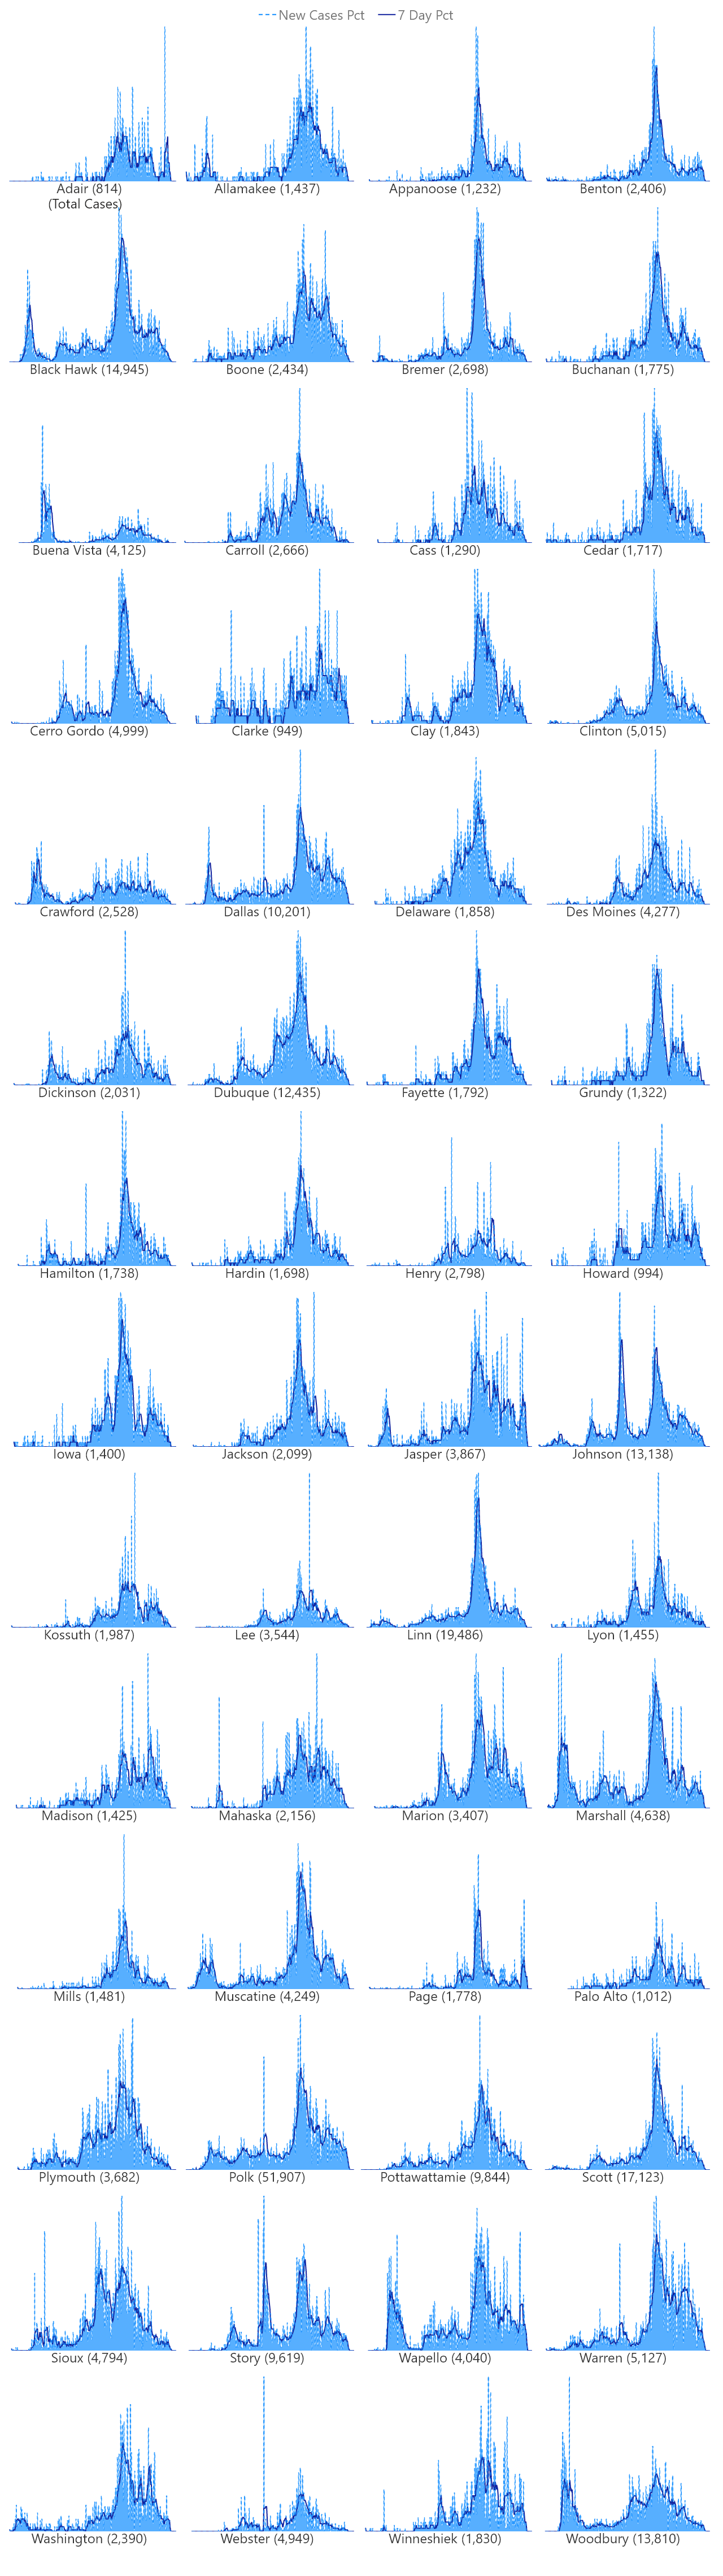 New Cases Pct 7 Day Pct
Adair (814) Allamakee (1,437) Appanoose (1,232) Benton (2,406)
(Total Cases)
Black Hawk (14,945) Boone (2,434) Bremer (2,698) Buchanan (1,775)
Buena Vista (4,125) Carroll (2,666) Cass (1,290) Cedar (1,717)
Cerro Gordo (4,999) Clarke (949) Clay (1,843) Clinton (5,015)
Crawford (2,528) Dallas (10,201) Delaware (1,858) Des Moines (4,277)
Dickinson (2,031) Dubuque (12,435) Fayette (1,792) Grundy (1,322)
Hamilton (1,738) Hardin (1,698) Henry (2,798) Howard (994)
Iowa (1,400) Jackson (2,099) Jasper (3,867) Johnson (13,138)
Kossuth (1,987) Lee (3,544) Linn (19,486) Lyon (1,455)
Madison (1,425) Mahaska (2,156) Marion (3,407) Marshall (4,638)
Mills (1,481) Muscatine (4,249) Page (1,778) Palo Alto (1,012)
Plymouth (3,682) Polk (51,907) Pottawattamie (9,844) Scott (17,123)
Sioux (4,794) Story (9,619) Wapello (4,040) Warren (5,127)
Washington (2,390) Webster (4,949) Winneshiek (1,830) Woodbury (13,810)